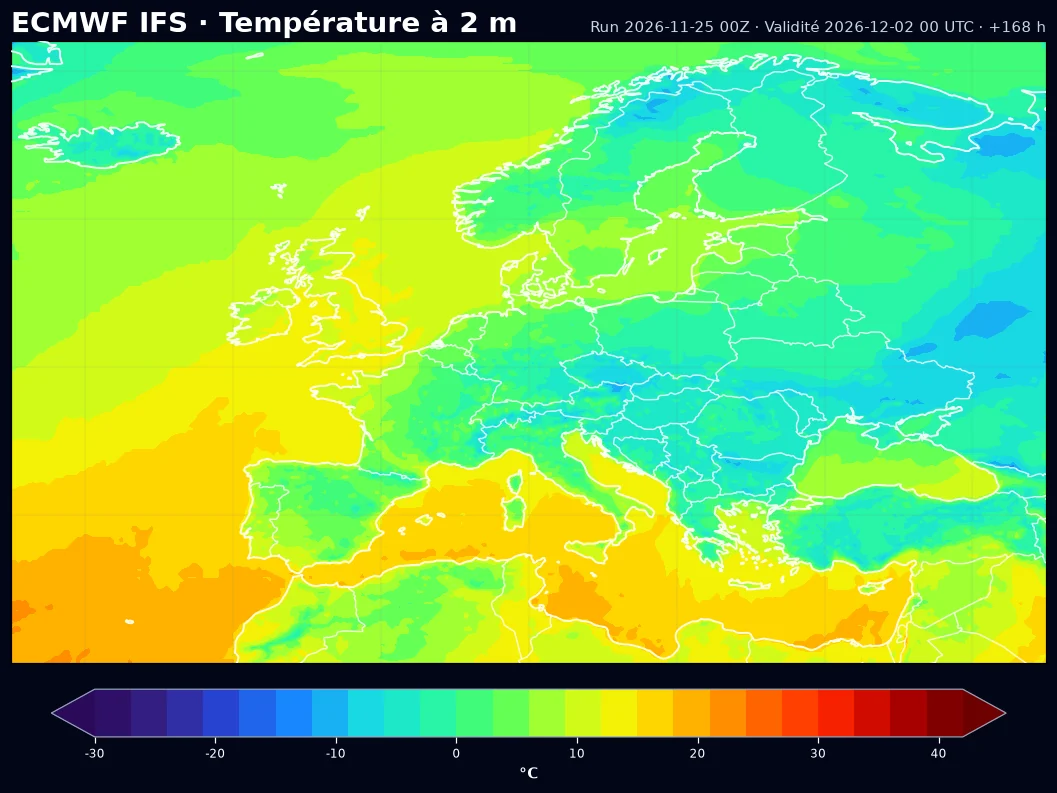 ECMWF IFS · Température à 2 m
Run 2026-11-25 00Z · Validité 2026-12-02 00 UTC · +168 h
-30 -20 -10 0 10 20 30 40
°C